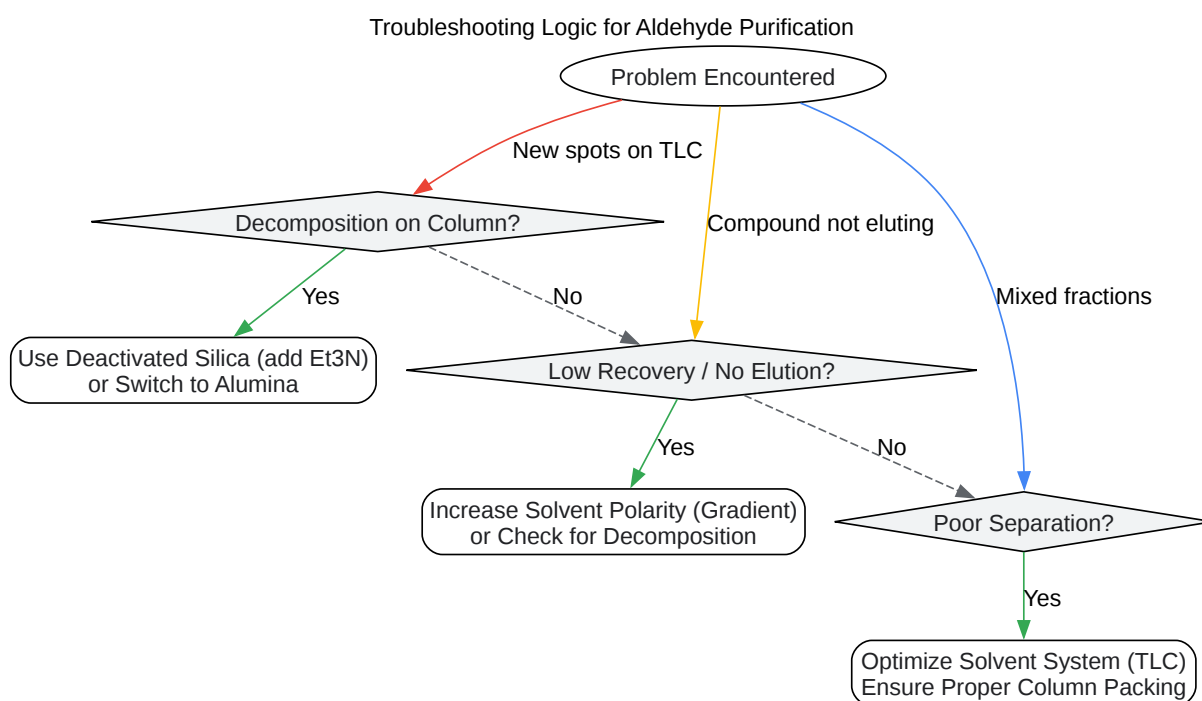 Troubleshooting Logic for Aldehyde Purification
Problem Encountered
New spots on TLC
Decomposition on Column?
Compound not eluting
Yes
No
Mixed fractions
Use Deactivated Silica (add Et3N)
or Switch to Alumina
Low Recovery / No Elution?
Yes
No
Increase Solvent Polarity (Gradient)
or Check for Decomposition
Poor Separation?
Yes
Optimize Solvent System (TLC)
Ensure Proper Column Packing